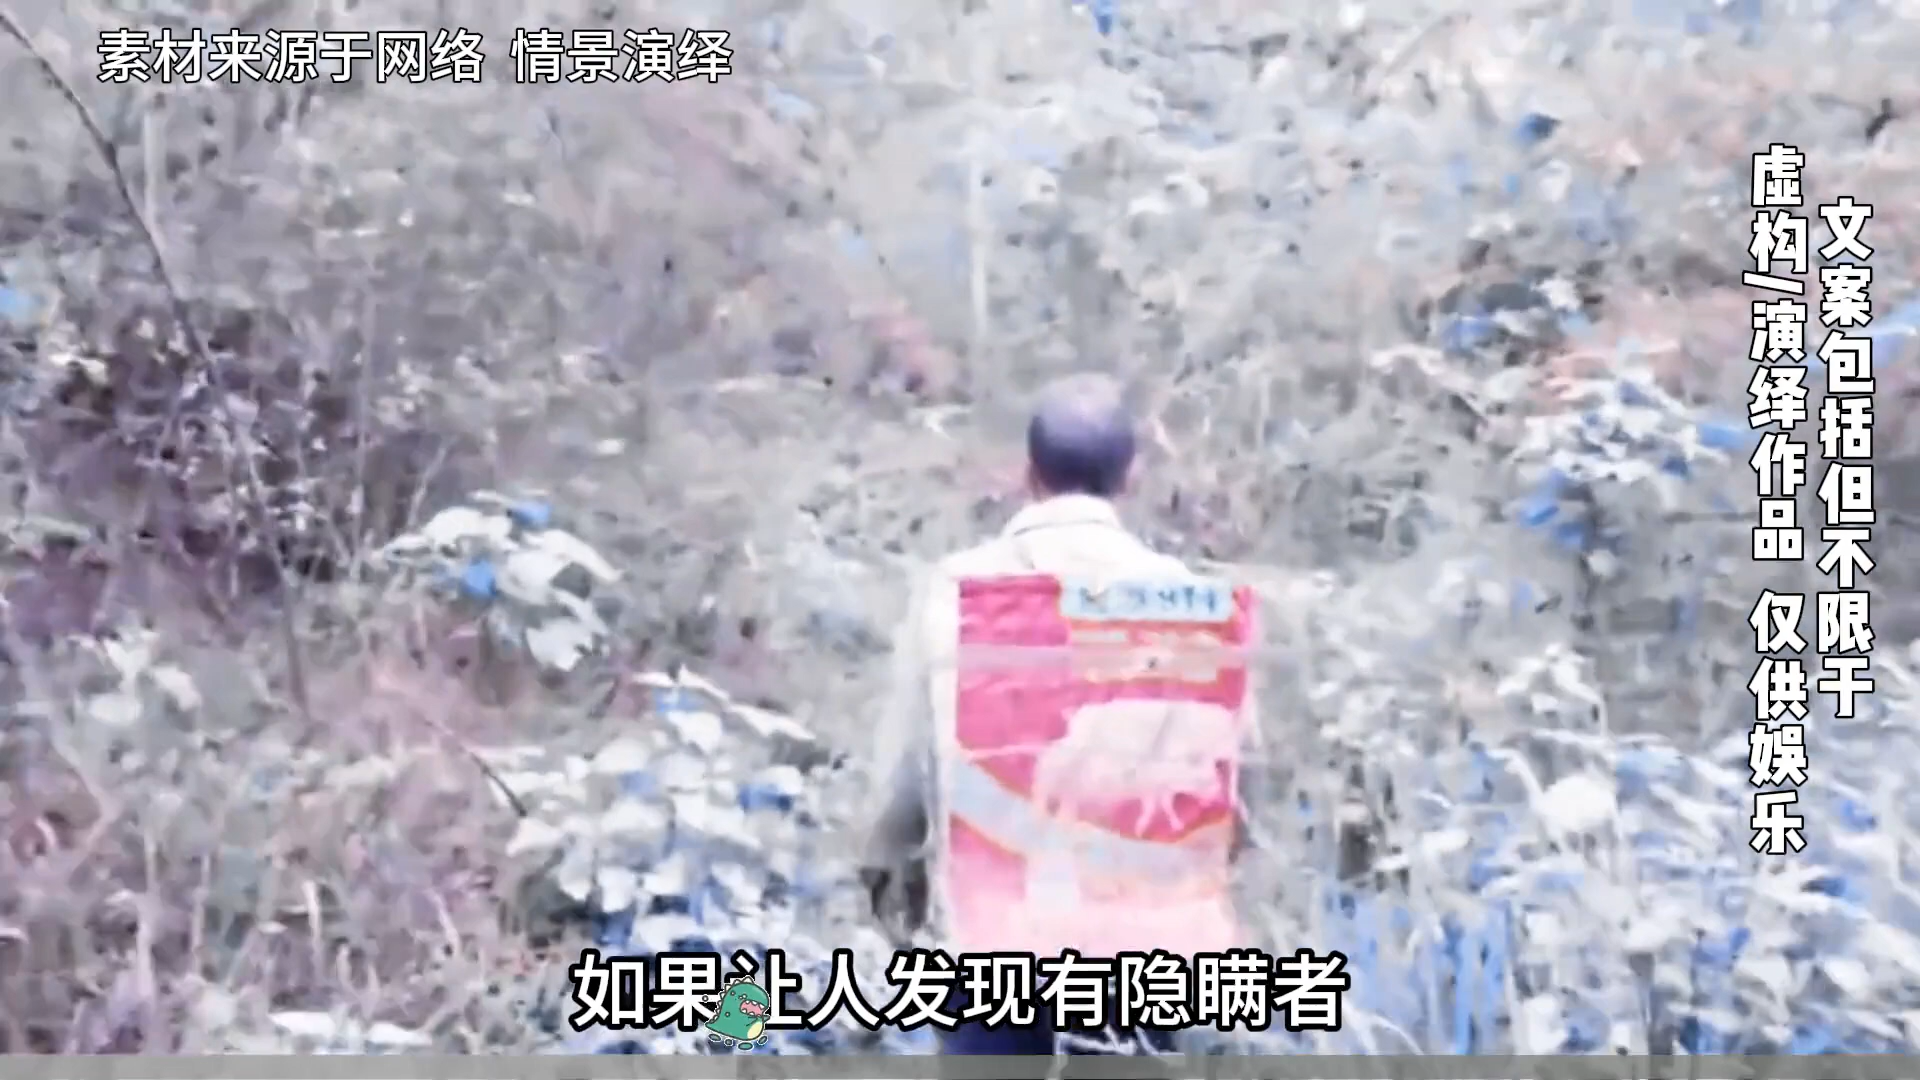 素材来源于网络 情景演绎
文案包括但不限于
虚构/演绎作品 仅供娱乐
如果让人发现有隐瞒者